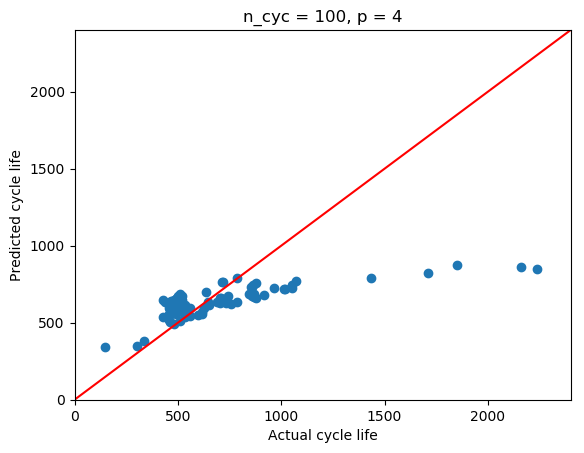 n_cyc = 100, p = 4
Predicted cycle life
2000
1500
1000
500
0
0 500 1000 1500 2000
Actual cycle life